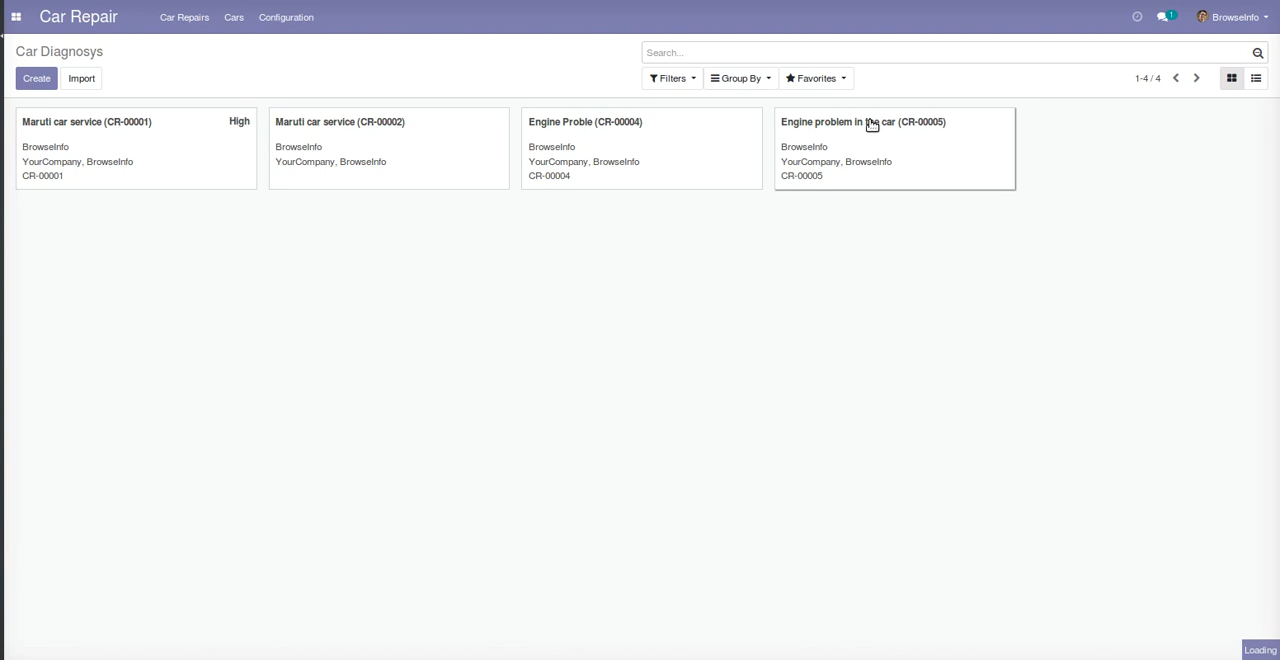 Car Repair Car Repairs Cars Configuration 1 BrowseInfo
Car Diagnosys
Search...
Create Import Filters Group By Favorites 1-4 / 4
Maruti car service (CR-00001) High
BrowseInfo
YourCompany, BrowseInfo
CR-00001
Maruti car service (CR-00002)
BrowseInfo
YourCompany, BrowseInfo
Engine Proble (CR-00004)
BrowseInfo
YourCompany, BrowseInfo
CR-00004
Engine problem in the car (CR-00005)
BrowseInfo
YourCompany, BrowseInfo
CR-00005
Loading